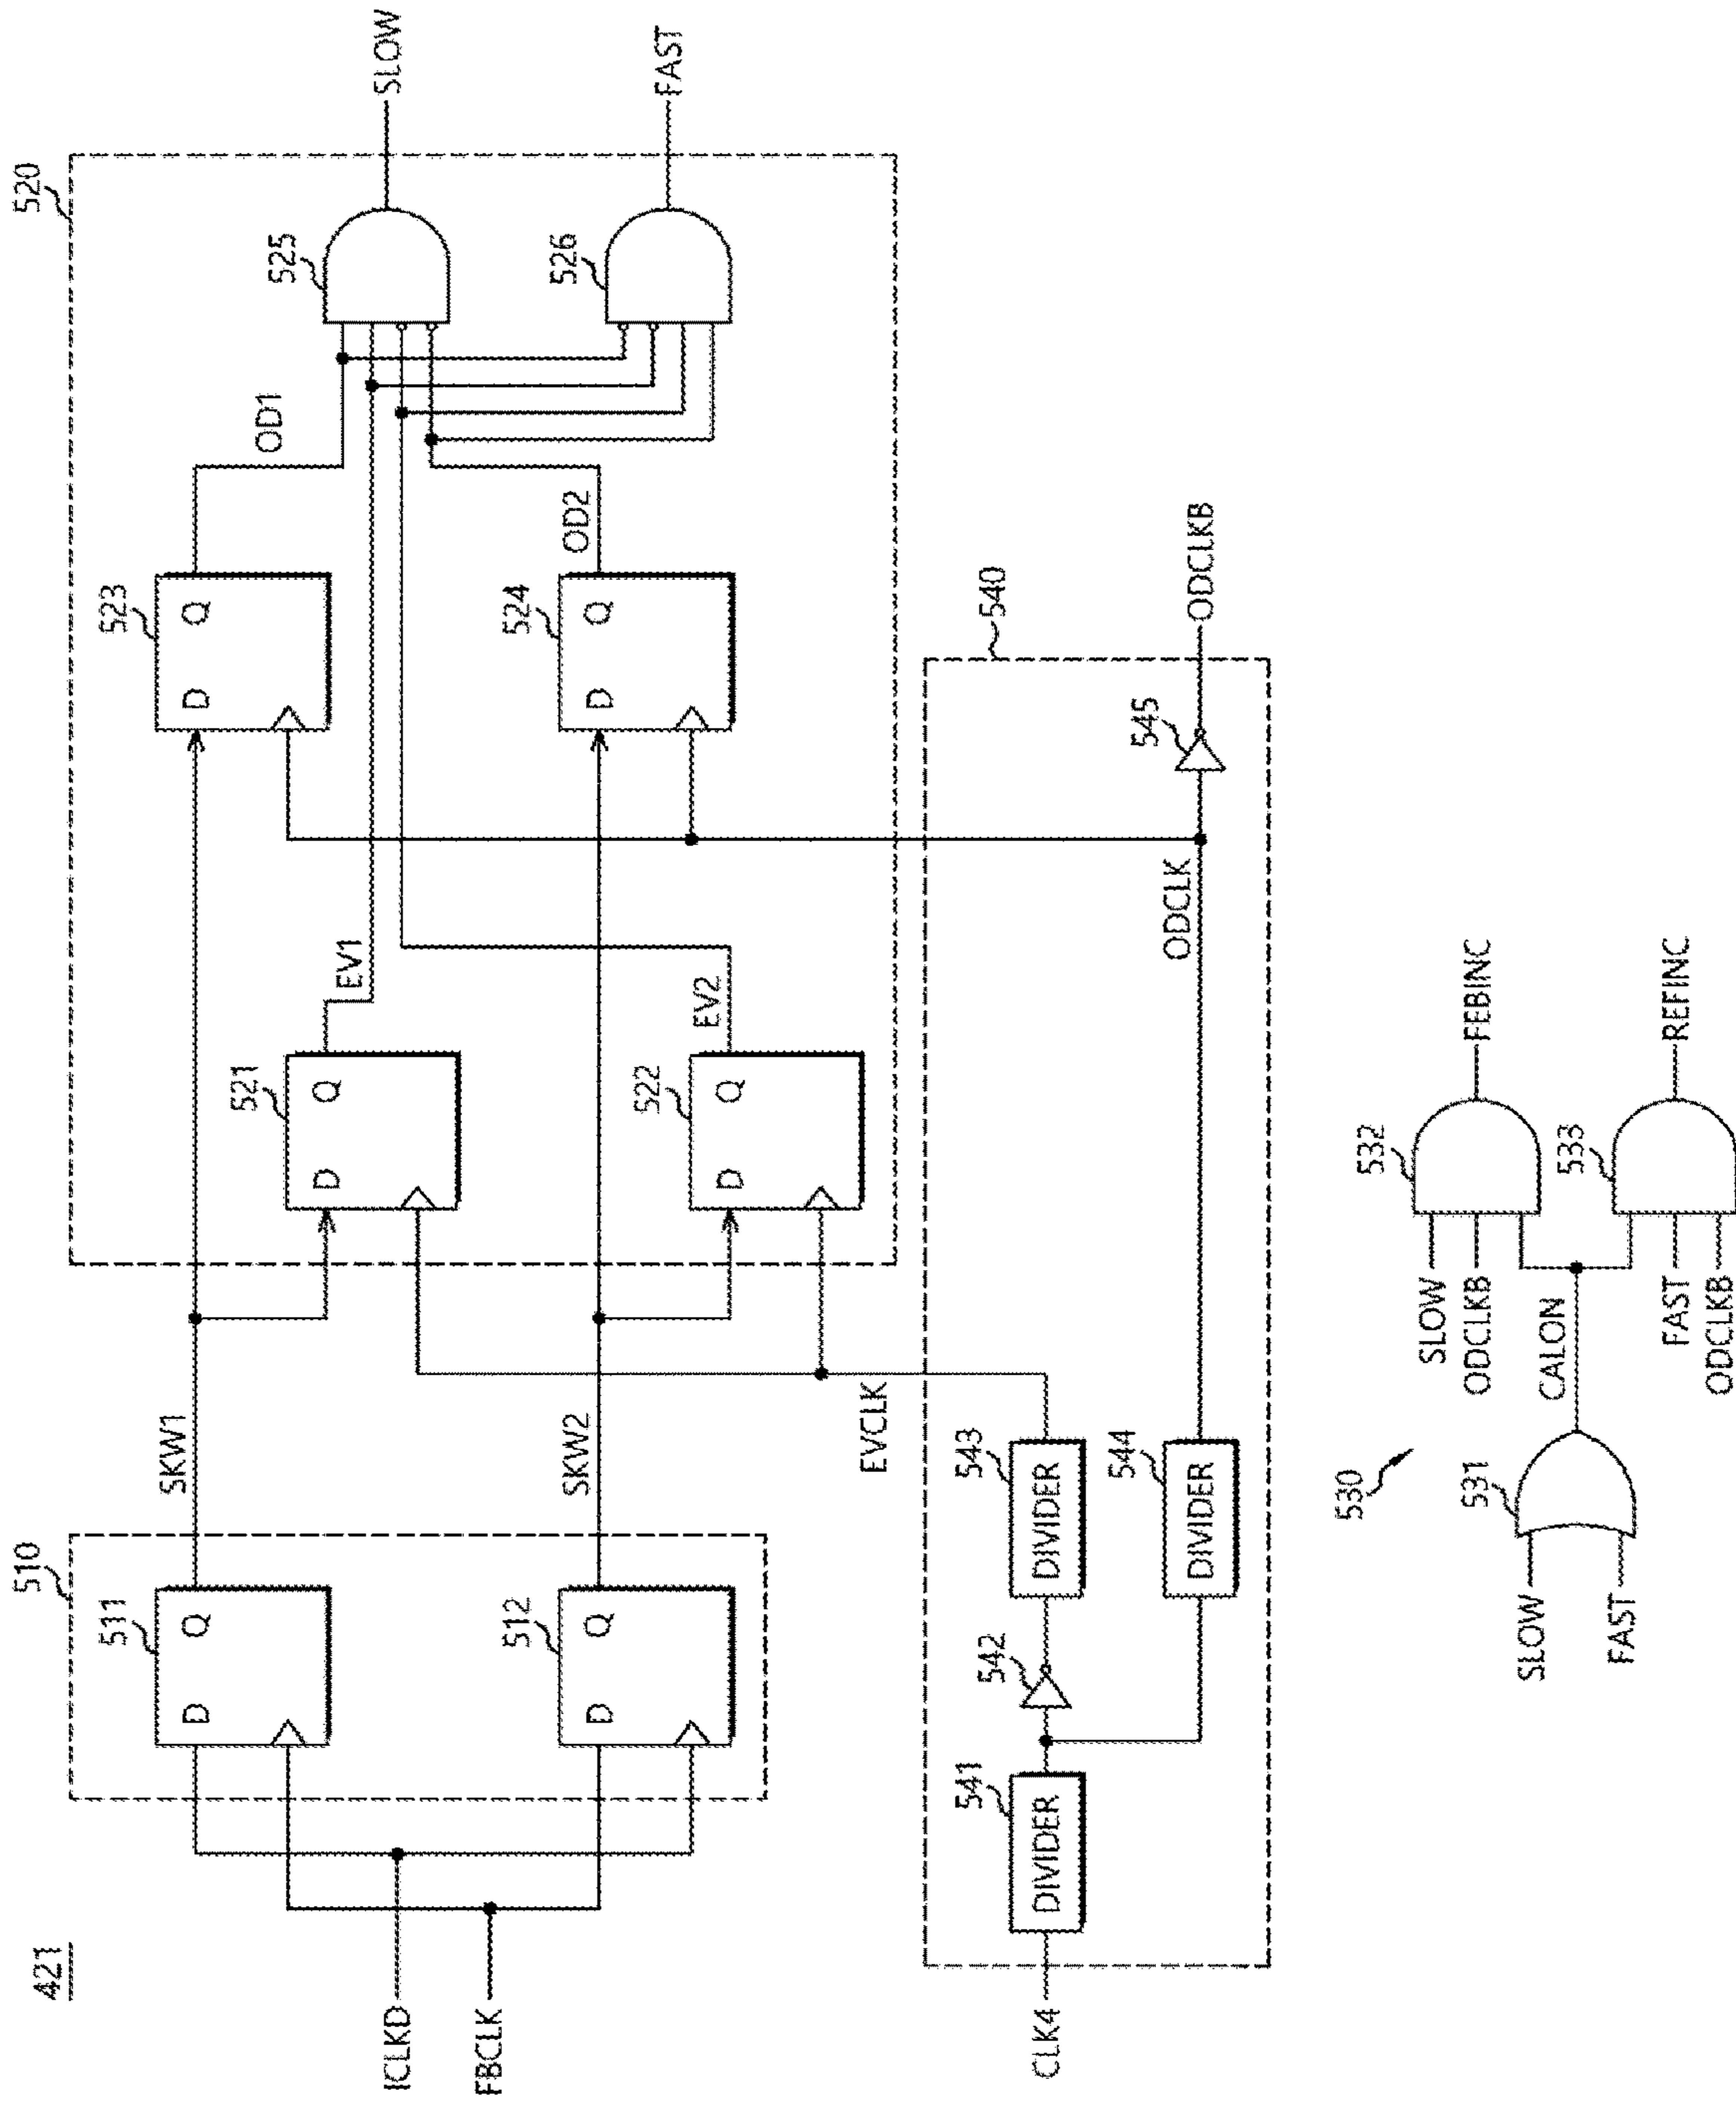 421
510
511
D
Q
512
D
Q
ICLKD
FBCLK
SKW1
SKW2
EVCLK
520
521
D
Q
EV1
522
D
Q
EV2
523
D
Q
OD1
524
D
Q
OD2
525
SLOW
526
FAST
540
CLK4
541
DIVIDER
542
543
DIVIDER
544
DIVIDER
ODCLK
545
ODCLKB
530
SLOW
FAST
531
CALON
SLOW
ODCLKB
532
FEBINC
FAST
ODCLKB
533
REFINC